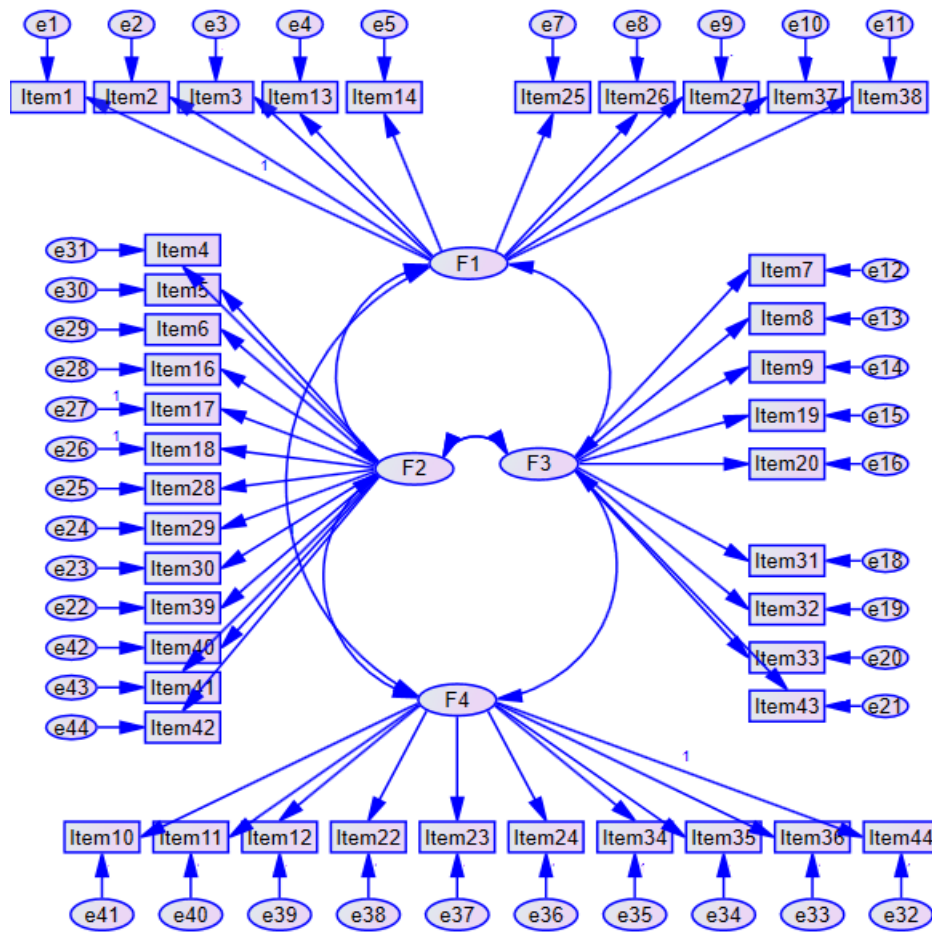 e1 e2 e3 e4 e5 e7 e8 e9 e10 e11
Item1 Item2 Item3 Item13 Item14 Item25 Item26 Item27 Item37 Item38
1
F1
e31 Item4
e30 Item5
e29 Item6
e28 Item16
e27 1 Item17
e26 1 Item18
e25 Item28
e24 Item29
e23 Item30
e22 Item39
e42 Item40
e43 Item41
e44 Item42
F2 F3
Item7 e12
Item8 e13
Item9 e14
Item19 e15
Item20 e16
Item31 e18
Item32 e19
Item33 e20
Item43 e21
F4
1
Item10 Item11 Item12 Item22 Item23 Item24 Item34 Item35 Item36 Item44
e41 e40 e39 e38 e37 e36 e35 e34 e33 e32